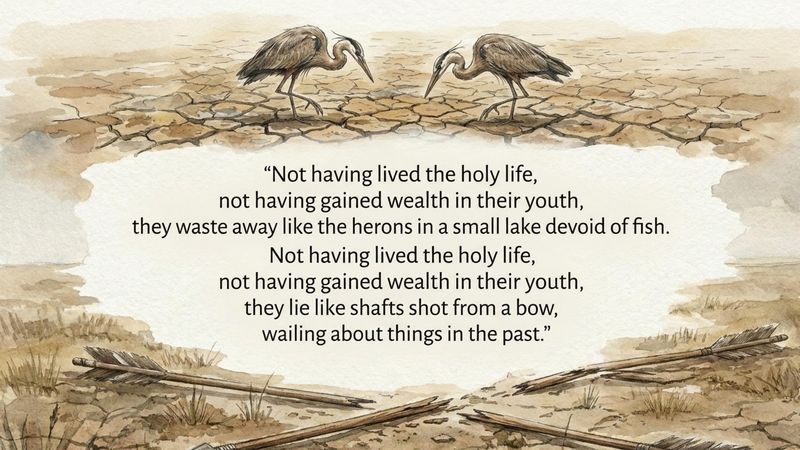 “Not having lived the holy life,
not having gained wealth in their youth,
they waste away like the herons in a small lake devoid of fish.
Not having lived the holy life,
not having gained wealth in their youth,
they lie like shafts shot from a bow,
wailing about things in the past.”